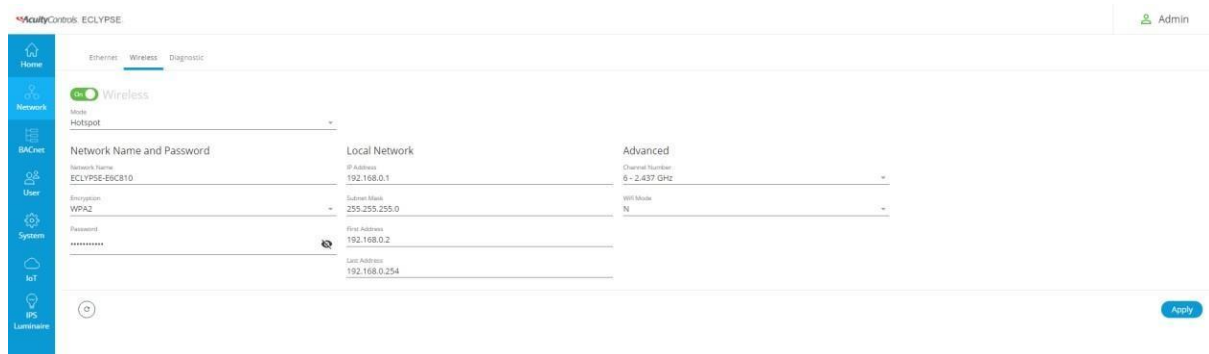 AcuityControls. ECLYPSE
Admin
Home
Network
BACnet
User
System
IoT
IPS
Luminaire
Ethernet Wireless Diagnostic
On Wireless
Mode
Hotspot
Network Name and Password
Network Name
ECLYPSE-E6C810
Encryption
WPA2
Password
•••••••••••
Local Network
IP Address
192.168.0.1
Subnet Mask
255.255.255.0
First Address
192.168.0.2
Last Address
192.168.0.254
Advanced
Channel Number
6 - 2.437 GHz
Wifi Mode
N
Apply